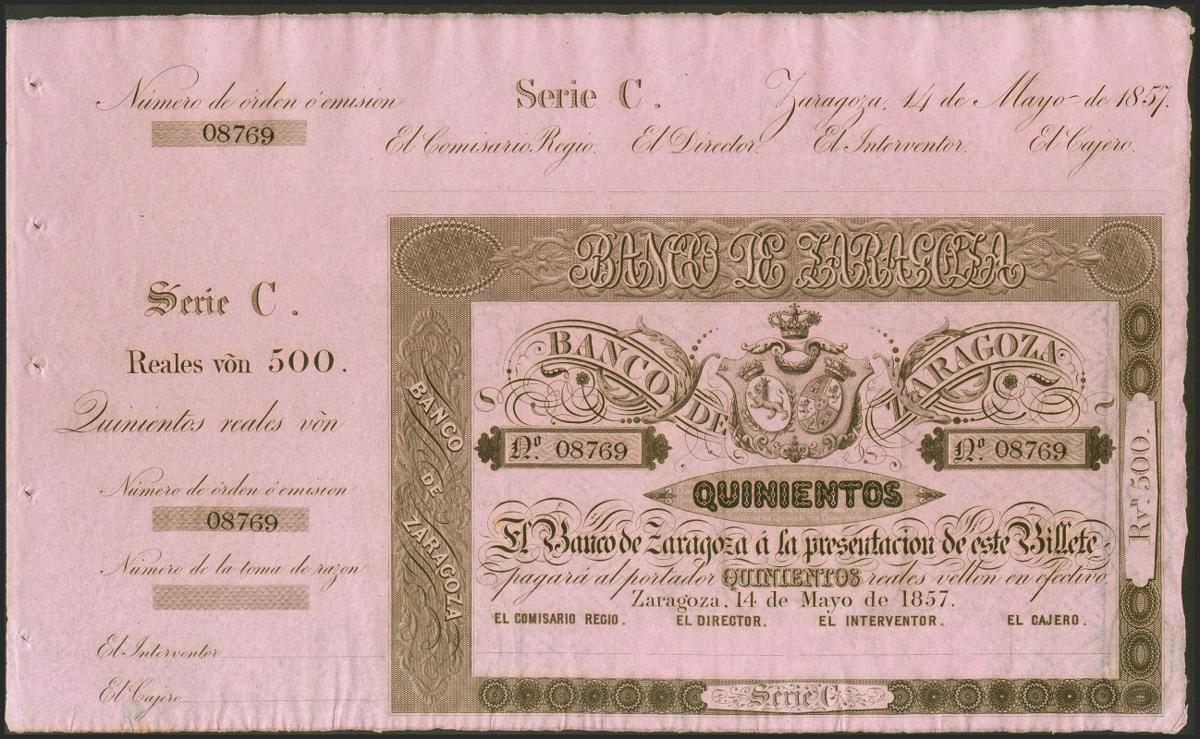 Número de órden ó emision
08769
Serie C.
Zaragoza, 14 de Mayo de 1857.
El Comisario Regio.
El Director.
El Interventor.
El Cajero.
Serie C.
Reales vòn 500.
Quinientos reales vòn
Número de órden ó emision
08769
Número de la toma de razon
El Interventor
El Cajero
BANCO DE ZARAGOZA
BANCO DE ZARAGOZA
BANCO DE ZARAGOZA
Nº. 08769
Nº. 08769
QUINIENTOS
El Banco de Zaragoza á la presentacion de este Billete
pagará al portador QUINIENTOS reales vellon en efectivo
Zaragoza, 14 de Mayo de 1857.
EL COMISARIO REGIO.
EL DIRECTOR.
EL INTERVENTOR.
EL CAJERO.
Rvn. 500.
Serie C.